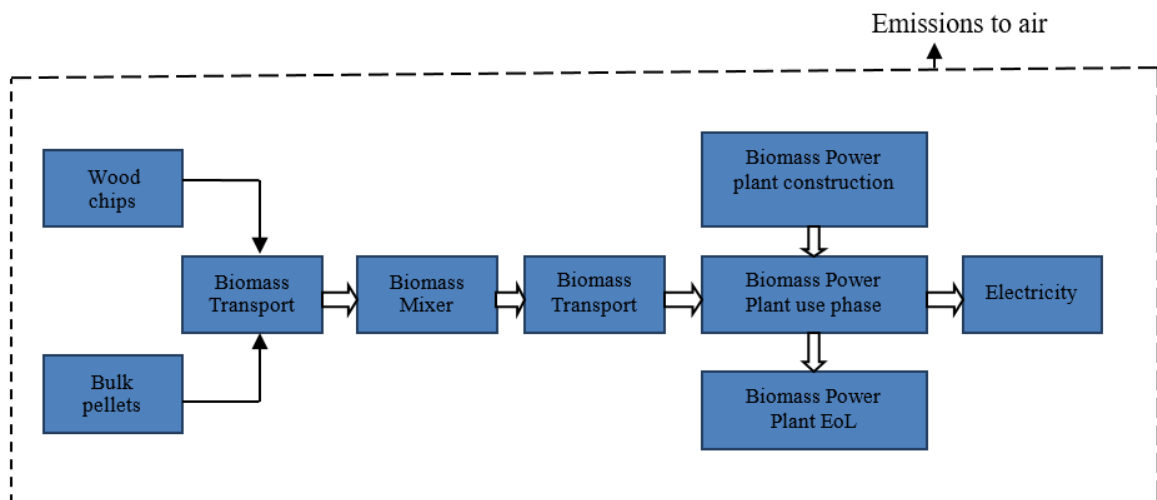 Emissions to air
Wood
chips
Bulk
pellets
Biomass
Transport
Biomass
Mixer
Biomass
Transport
Biomass Power
plant construction
Biomass Power
Plant use phase
Biomass Power
Plant EoL
Electricity